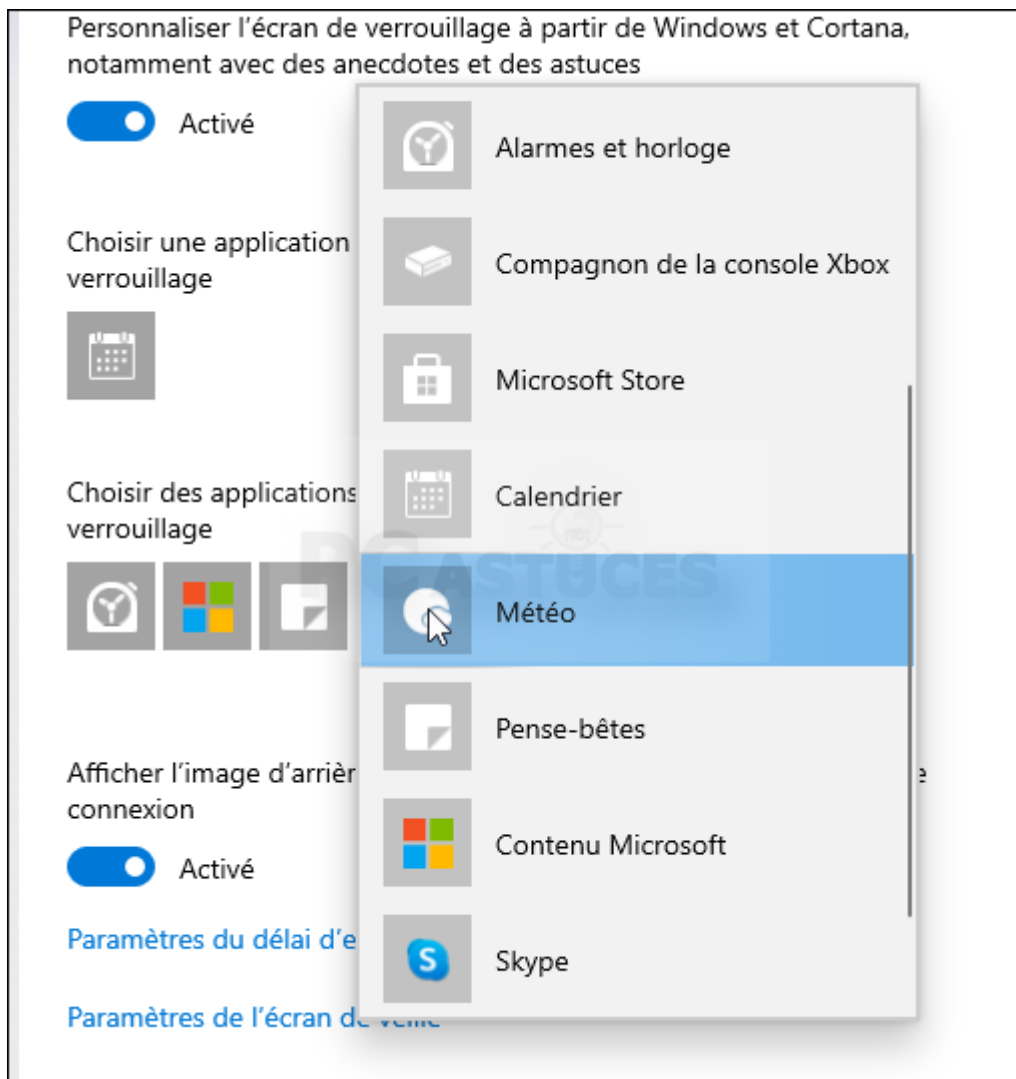 Personnaliser l'écran de verrouillage à partir de Windows et Cortana,
notamment avec des anecdotes et des astuces
Activé
Choisir une application
verrouillage
Choisir des applications
verrouillage
Afficher l'image d'arrièr
connexion
Activé
Paramètres du délai d'e
Paramètres de l'écran de veille
Alarmes et horloge
Compagnon de la console Xbox
Microsoft Store
Calendrier
Météo
Pense-bêtes
Contenu Microsoft
Skype
PC ASTUCES